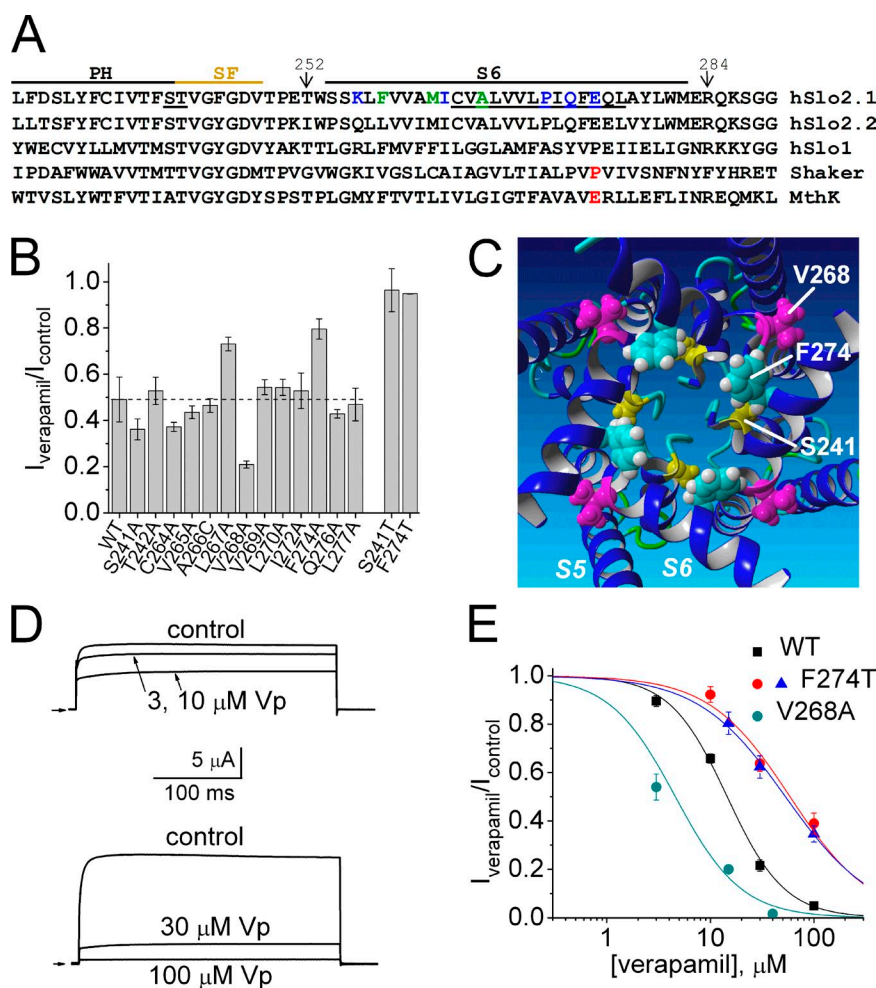 A
252
284
PH SF S6
LFDSLYFCIVTFSTVGFGDVTPETWSSKLFVVAMICVALVVLPIQFEQLAYLWMERQKSGG hSlo2.1
LLTSFYFCIVTFSTVGYGDVTPKIWPSQLLVVIMICVALVVLPLQFEELVYLWMERQKSGG hSlo2.2
YWECVYLLMVTMSTVGYGDVYAKTTLGRLFMVFFILGGLAMFASYVPEIIELIGNRKKYGG hSlo1
IPDAFWWAVVTMTTVGYGDMTPVGVWGKIVGSLCAIAGVLTIALPVPVIVSNFNYFYHRET Shaker
WTVSLYWTFVTIATVGYGDYSPSTPLGMYFTVTLIVLGIGTFAVAVERLLEFLINREQMKL MthK
B
Iverapamil/Icontrol
1.0
0.8
0.6
0.4
0.2
0.0
WT
S241A
T242A
C264A
V265A
A266C
L267A
V268A
V269A
L270A
I272A
F274A
Q276A
L277A
S241T
F274T
C
V268
F274
S241
S5
S6
D
control
3, 10 μM Vp
5 μA
100 ms
control
30 μM Vp
100 μM Vp
E
WT
F274T
V268A
Iverapamil/Icontrol
1.0
0.8
0.6
0.4
0.2
0.0
1 10 100
[verapamil], μM